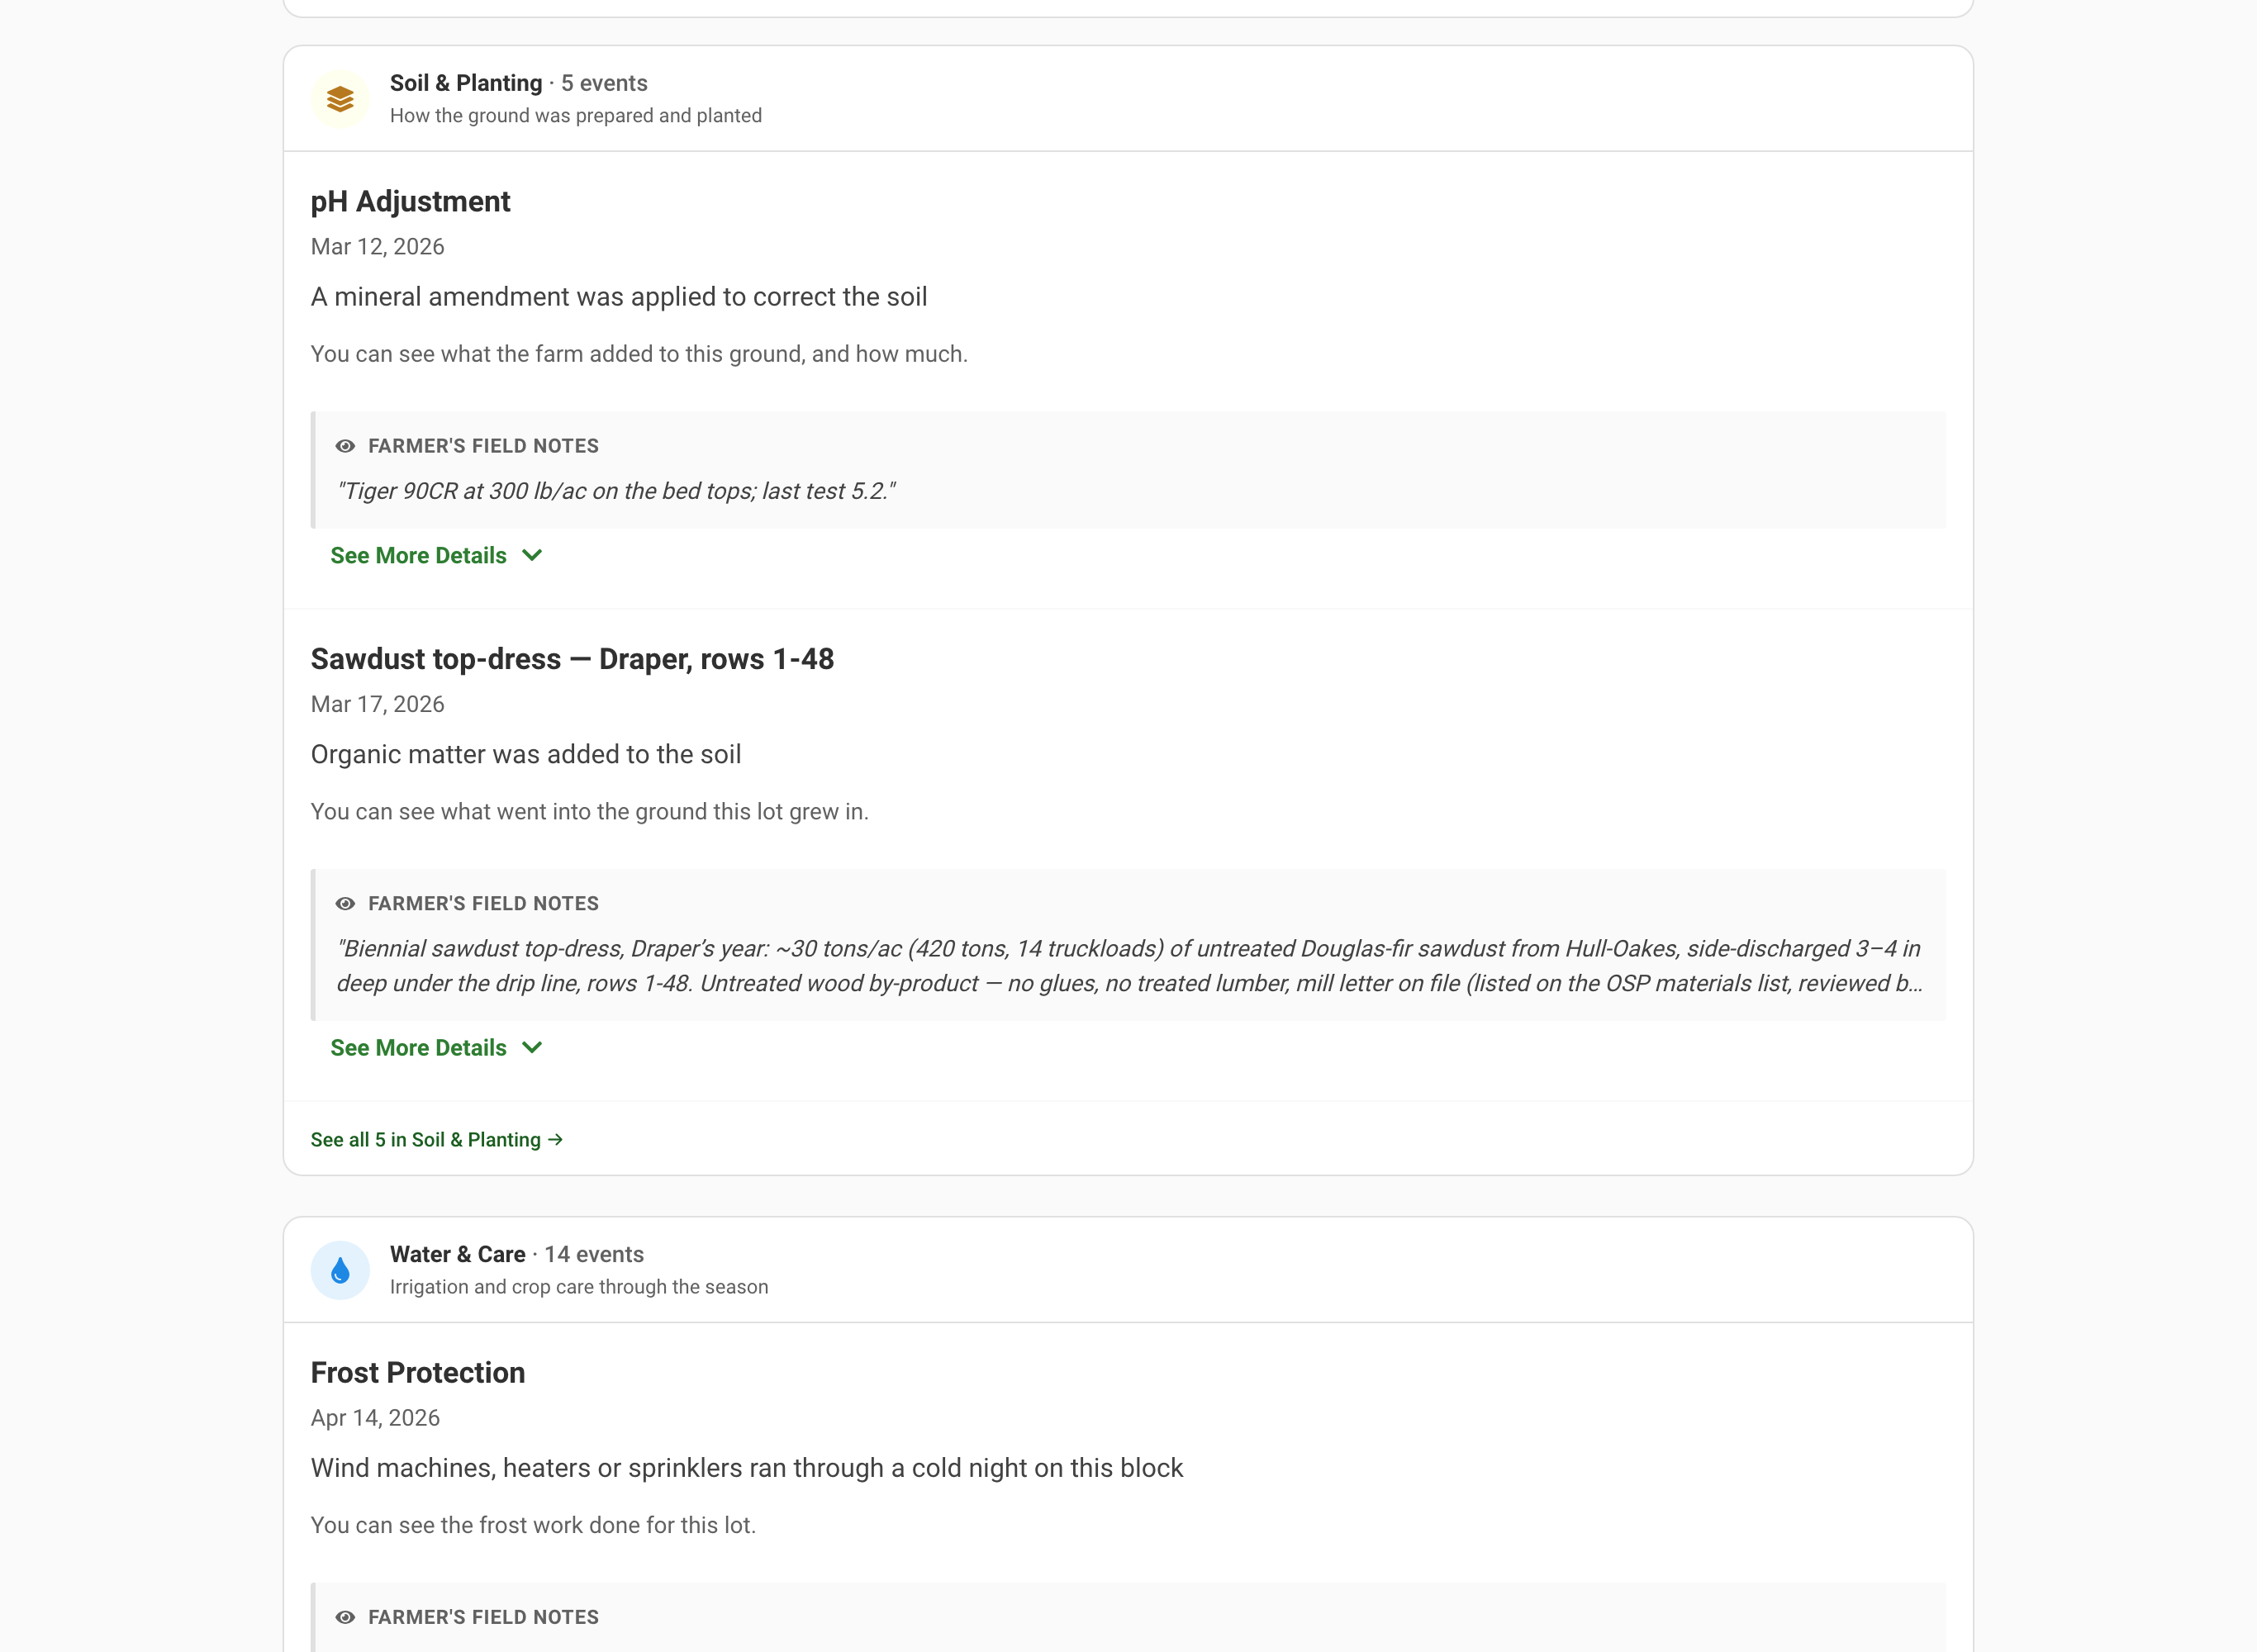 Soil & Planting · 5 events
How the ground was prepared and planted
pH Adjustment
Mar 12, 2026
A mineral amendment was applied to correct the soil
You can see what the farm added to this ground, and how much.
FARMER'S FIELD NOTES
"Tiger 90CR at 300 lb/ac on the bed tops; last test 5.2."
See More Details
Sawdust top-dress — Draper, rows 1-48
Mar 17, 2026
Organic matter was added to the soil
You can see what went into the ground this lot grew in.
FARMER'S FIELD NOTES
"Biennial sawdust top-dress, Draper’s year: ~30 tons/ac (420 tons, 14 truckloads) of untreated Douglas-fir sawdust from Hull-Oakes, side-discharged 3–4 in
deep under the drip line, rows 1-48. Untreated wood by-product — no glues, no treated lumber, mill letter on file (listed on the OSP materials list, reviewed b…
See More Details
See all 5 in Soil & Planting →
Water & Care · 14 events
Irrigation and crop care through the season
Frost Protection
Apr 14, 2026
Wind machines, heaters or sprinklers ran through a cold night on this block
You can see the frost work done for this lot.
FARMER'S FIELD NOTES